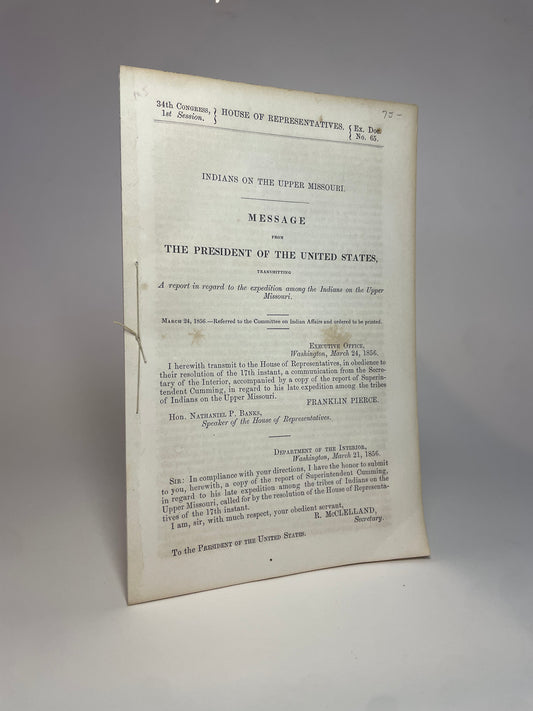 75-
34th Congress, } HOUSE OF REPRESENTATIVES. { Ex. Doc.
1st Session. No. 65.
INDIANS ON THE UPPER MISSOURI.
MESSAGE
FROM
THE PRESIDENT OF THE UNITED STATES,
TRANSMITTING
A report in regard to the expedition among the Indians on the Upper
Missouri.
March 24, 1856.—Referred to the Committee on Indian Affairs and ordered to be printed.
Executive Office,
Washington, March 24, 1856.
I herewith transmit to the House of Representatives, in obedience to
their resolution of the 17th instant, a communication from the Secre-
tary of the Interior, accompanied by a copy of the report of Superin-
tendent Cumming, in regard to his late expedition among the tribes
of Indians on the Upper Missouri.
FRANKLIN PIERCE.
Hon. Nathaniel P. Banks,
Speaker of the House of Representatives.
Department of the Interior,
Washington, March 21, 1856.
Sir: In compliance with your directions, I have the honor to submit
to you, herewith, a copy of the report of Superintendent Cumming,
in regard to his late expedition among the tribes of Indians on the
Upper Missouri, called for by the resolution of the House of Representa-
tives of the 17th instant.
I am, sir, with much respect, your obedient servant,
R. McCLELLAND,
Secretary.
To the President of the United States.